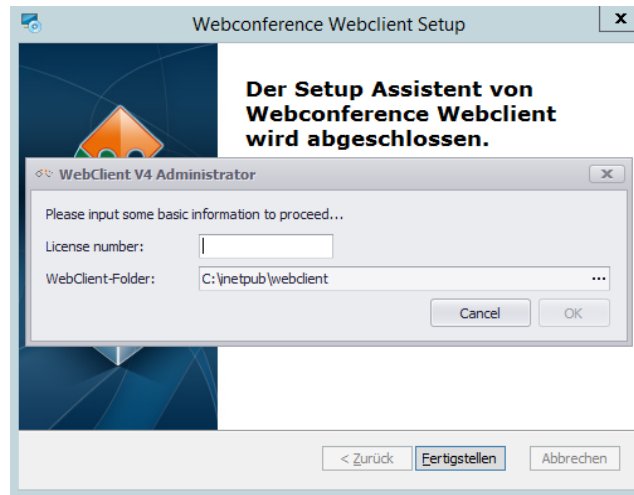 Webconference Webclient Setup
x
Der Setup Assistent von
Webconference Webclient
wird abgeschlossen.
WebClient V4 Administrator
Please input some basic information to proceed...
License number:
WebClient-Folder: C:\inetpub\webclient ...
Cancel OK
< Zurück Fertigstellen Abbrechen